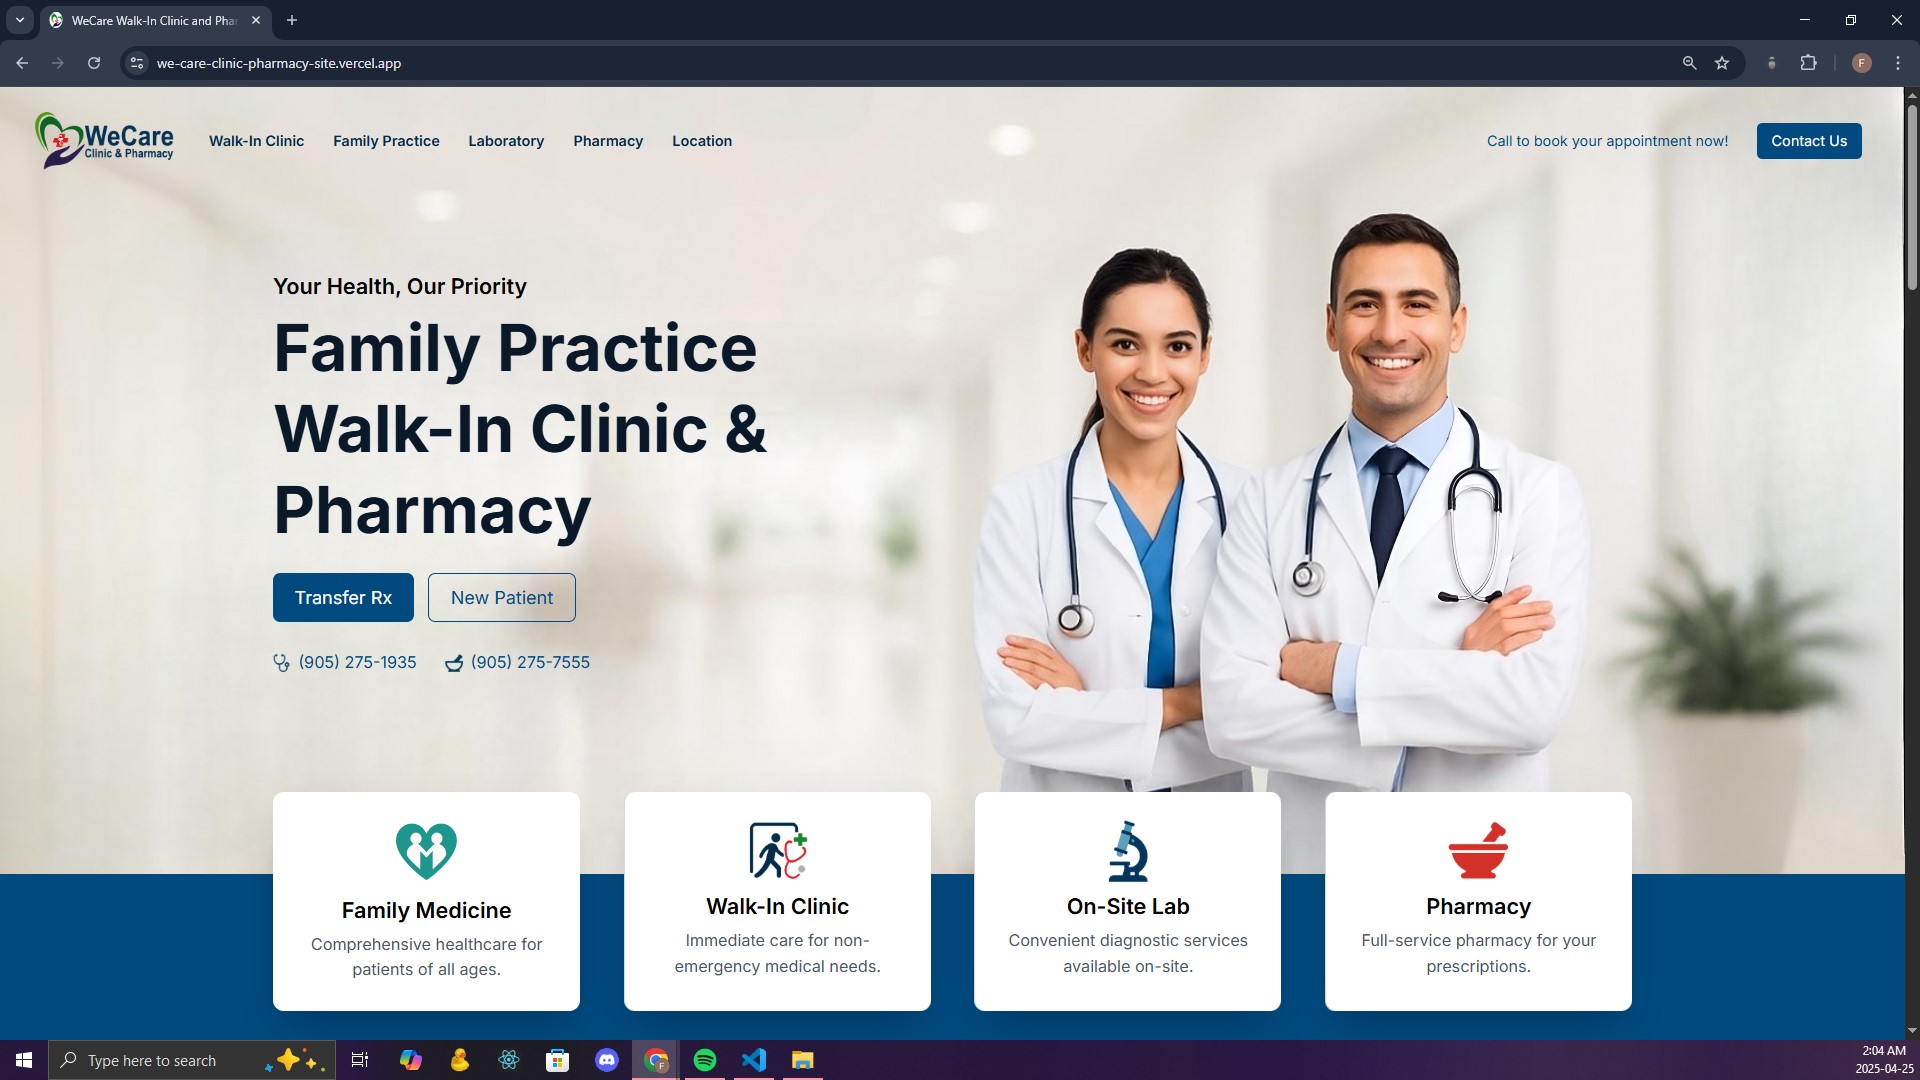 WeCare Walk-In Clinic and Phar
we-care-clinic-pharmacy-site.vercel.app
F
WeCare
Clinic & Pharmacy
Walk-In Clinic
Family Practice
Laboratory
Pharmacy
Location
Call to book your appointment now!
Contact Us
Your Health, Our Priority
Family Practice
Walk-In Clinic &
Pharmacy
Transfer Rx
New Patient
(905) 275-1935
(905) 275-7555
Family Medicine
Comprehensive healthcare for
patients of all ages.
Walk-In Clinic
Immediate care for non-
emergency medical needs.
On-Site Lab
Convenient diagnostic services
available on-site.
Pharmacy
Full-service pharmacy for your
prescriptions.
Type here to search
F
2:04 AM
2025-04-25